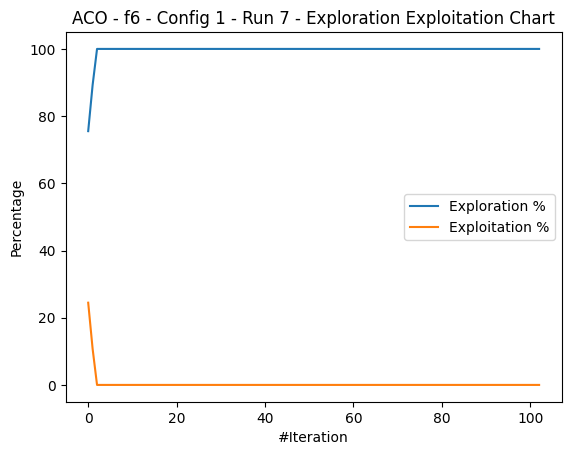 ACO - f6 - Config 1 - Run 7 - Exploration Exploitation Chart
100
80
60
40
20
0
Percentage
Exploration %
Exploitation %
0 20 40 60 80 100
#Iteration